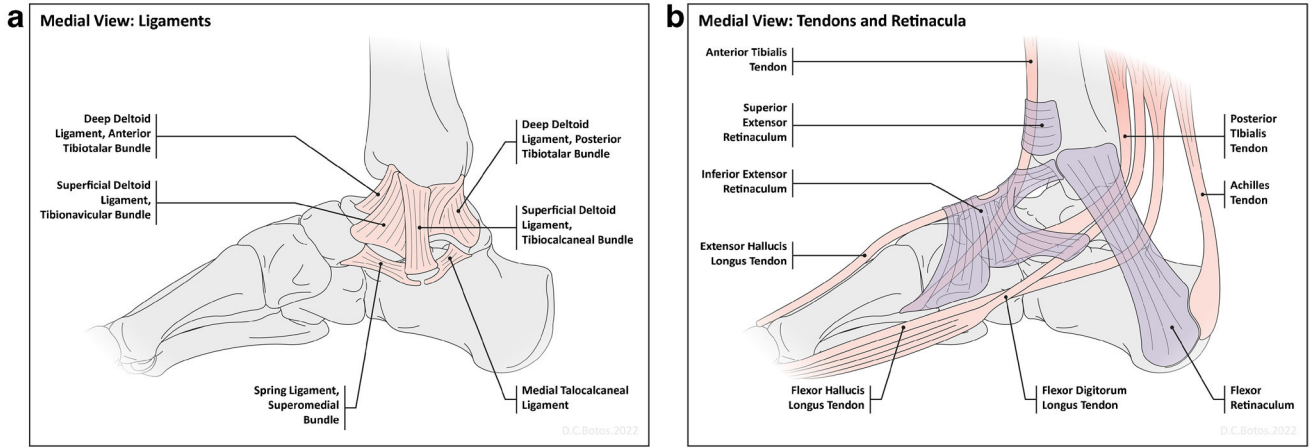 a
Medial View: Ligaments
Deep Deltoid
Ligament, Anterior
Tibiotalar Bundle
Superficial Deltoid
Ligament,
Tibionavicular Bundle
Deep Deltoid
Ligament, Posterior
Tibiotalar Bundle
Superficial Deltoid
Ligament,
Tibiocalcaneal Bundle
Spring Ligament,
Superomedial
Bundle
Medial Talocalcaneal
Ligament
D.C.Botos.2022
b
Medial View: Tendons and Retinacula
Anterior Tibialis
Tendon
Superior
Extensor
Retinaculum
Inferior Extensor
Retinaculum
Extensor Hallucis
Longus Tendon
Posterior
TIbialis
Tendon
Achilles
Tendon
Flexor Hallucis
Longus Tendon
Flexor Digitorum
Longus Tendon
Flexor
Retinaculum
D.C.Botos.2022